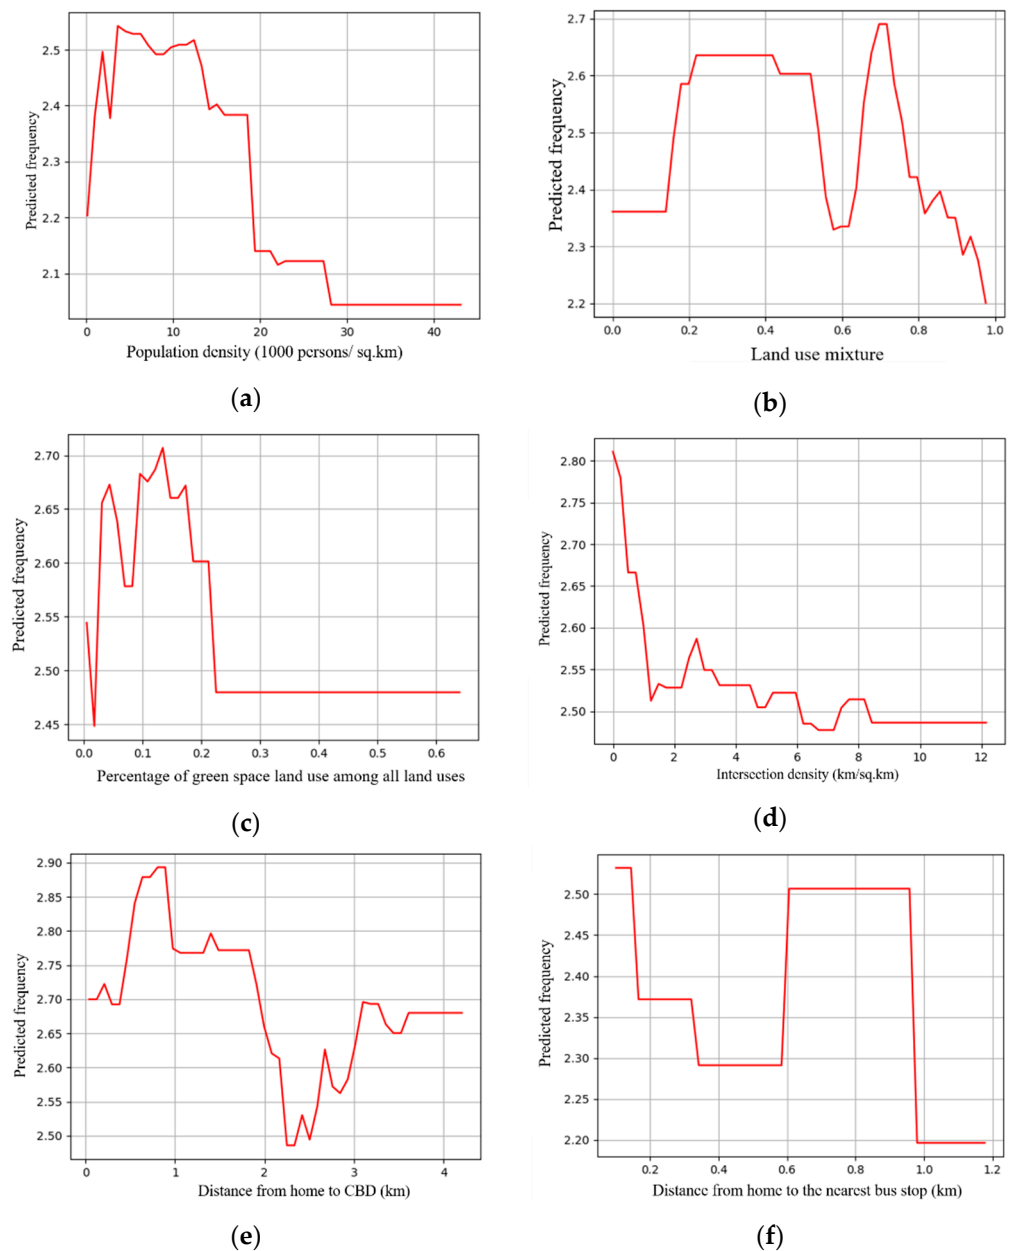 2.5
2.4
2.3
2.2
2.1
Predicted frequency
0 10 20 30 40
Population density (1000 persons/ sq.km)
(a)
2.7
2.6
2.5
2.4
2.3
2.2
Predicted frequency
0.0 0.2 0.4 0.6 0.8 1.0
Land use mixture
(b)
2.70
2.65
2.60
2.55
2.50
2.45
Predicted frequency
0.0 0.1 0.2 0.3 0.4 0.5 0.6
Percentage of green space land use among all land uses
(c)
2.80
2.75
2.70
2.65
2.60
2.55
2.50
Predicted frequency
0 2 4 6 8 10 12
Intersection density (km/sq.km)
(d)
2.90
2.85
2.80
2.75
2.70
2.65
2.60
2.55
2.50
Predicted frequency
0 1 2 3 4
Distance from home to CBD (km)
(e)
2.50
2.45
2.40
2.35
2.30
2.25
2.20
Predicted frequency
0.2 0.4 0.6 0.8 1.0 1.2
Distance from home to the nearest bus stop (km)
(f)